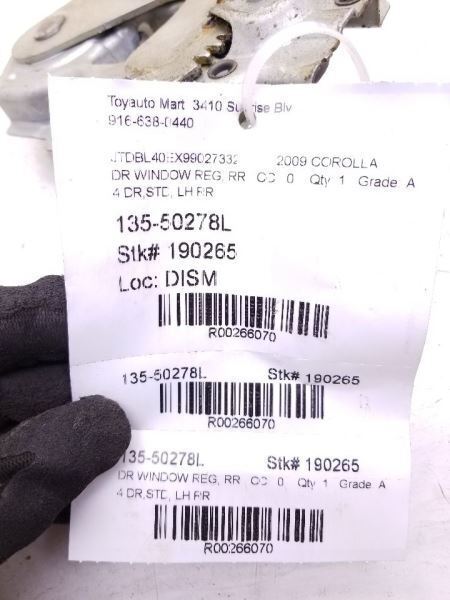 Toyauto Mart 3410 Sunrise Blv
916-638-0440
2009 COROLLA
DR WINDOW REG, RR CC 0 Qty 1 Grade A
4 DR,STD, LH RR
135-50278L
Stk# 190265
Loc: DISM
R00266070
135-50278L Stk# 190265
R00266070
135-50278L Stk# 190265
DR WINDOW REG, RR CC 0 Qty 1 Grade A
4 DR,STD, LH RR
R00266070